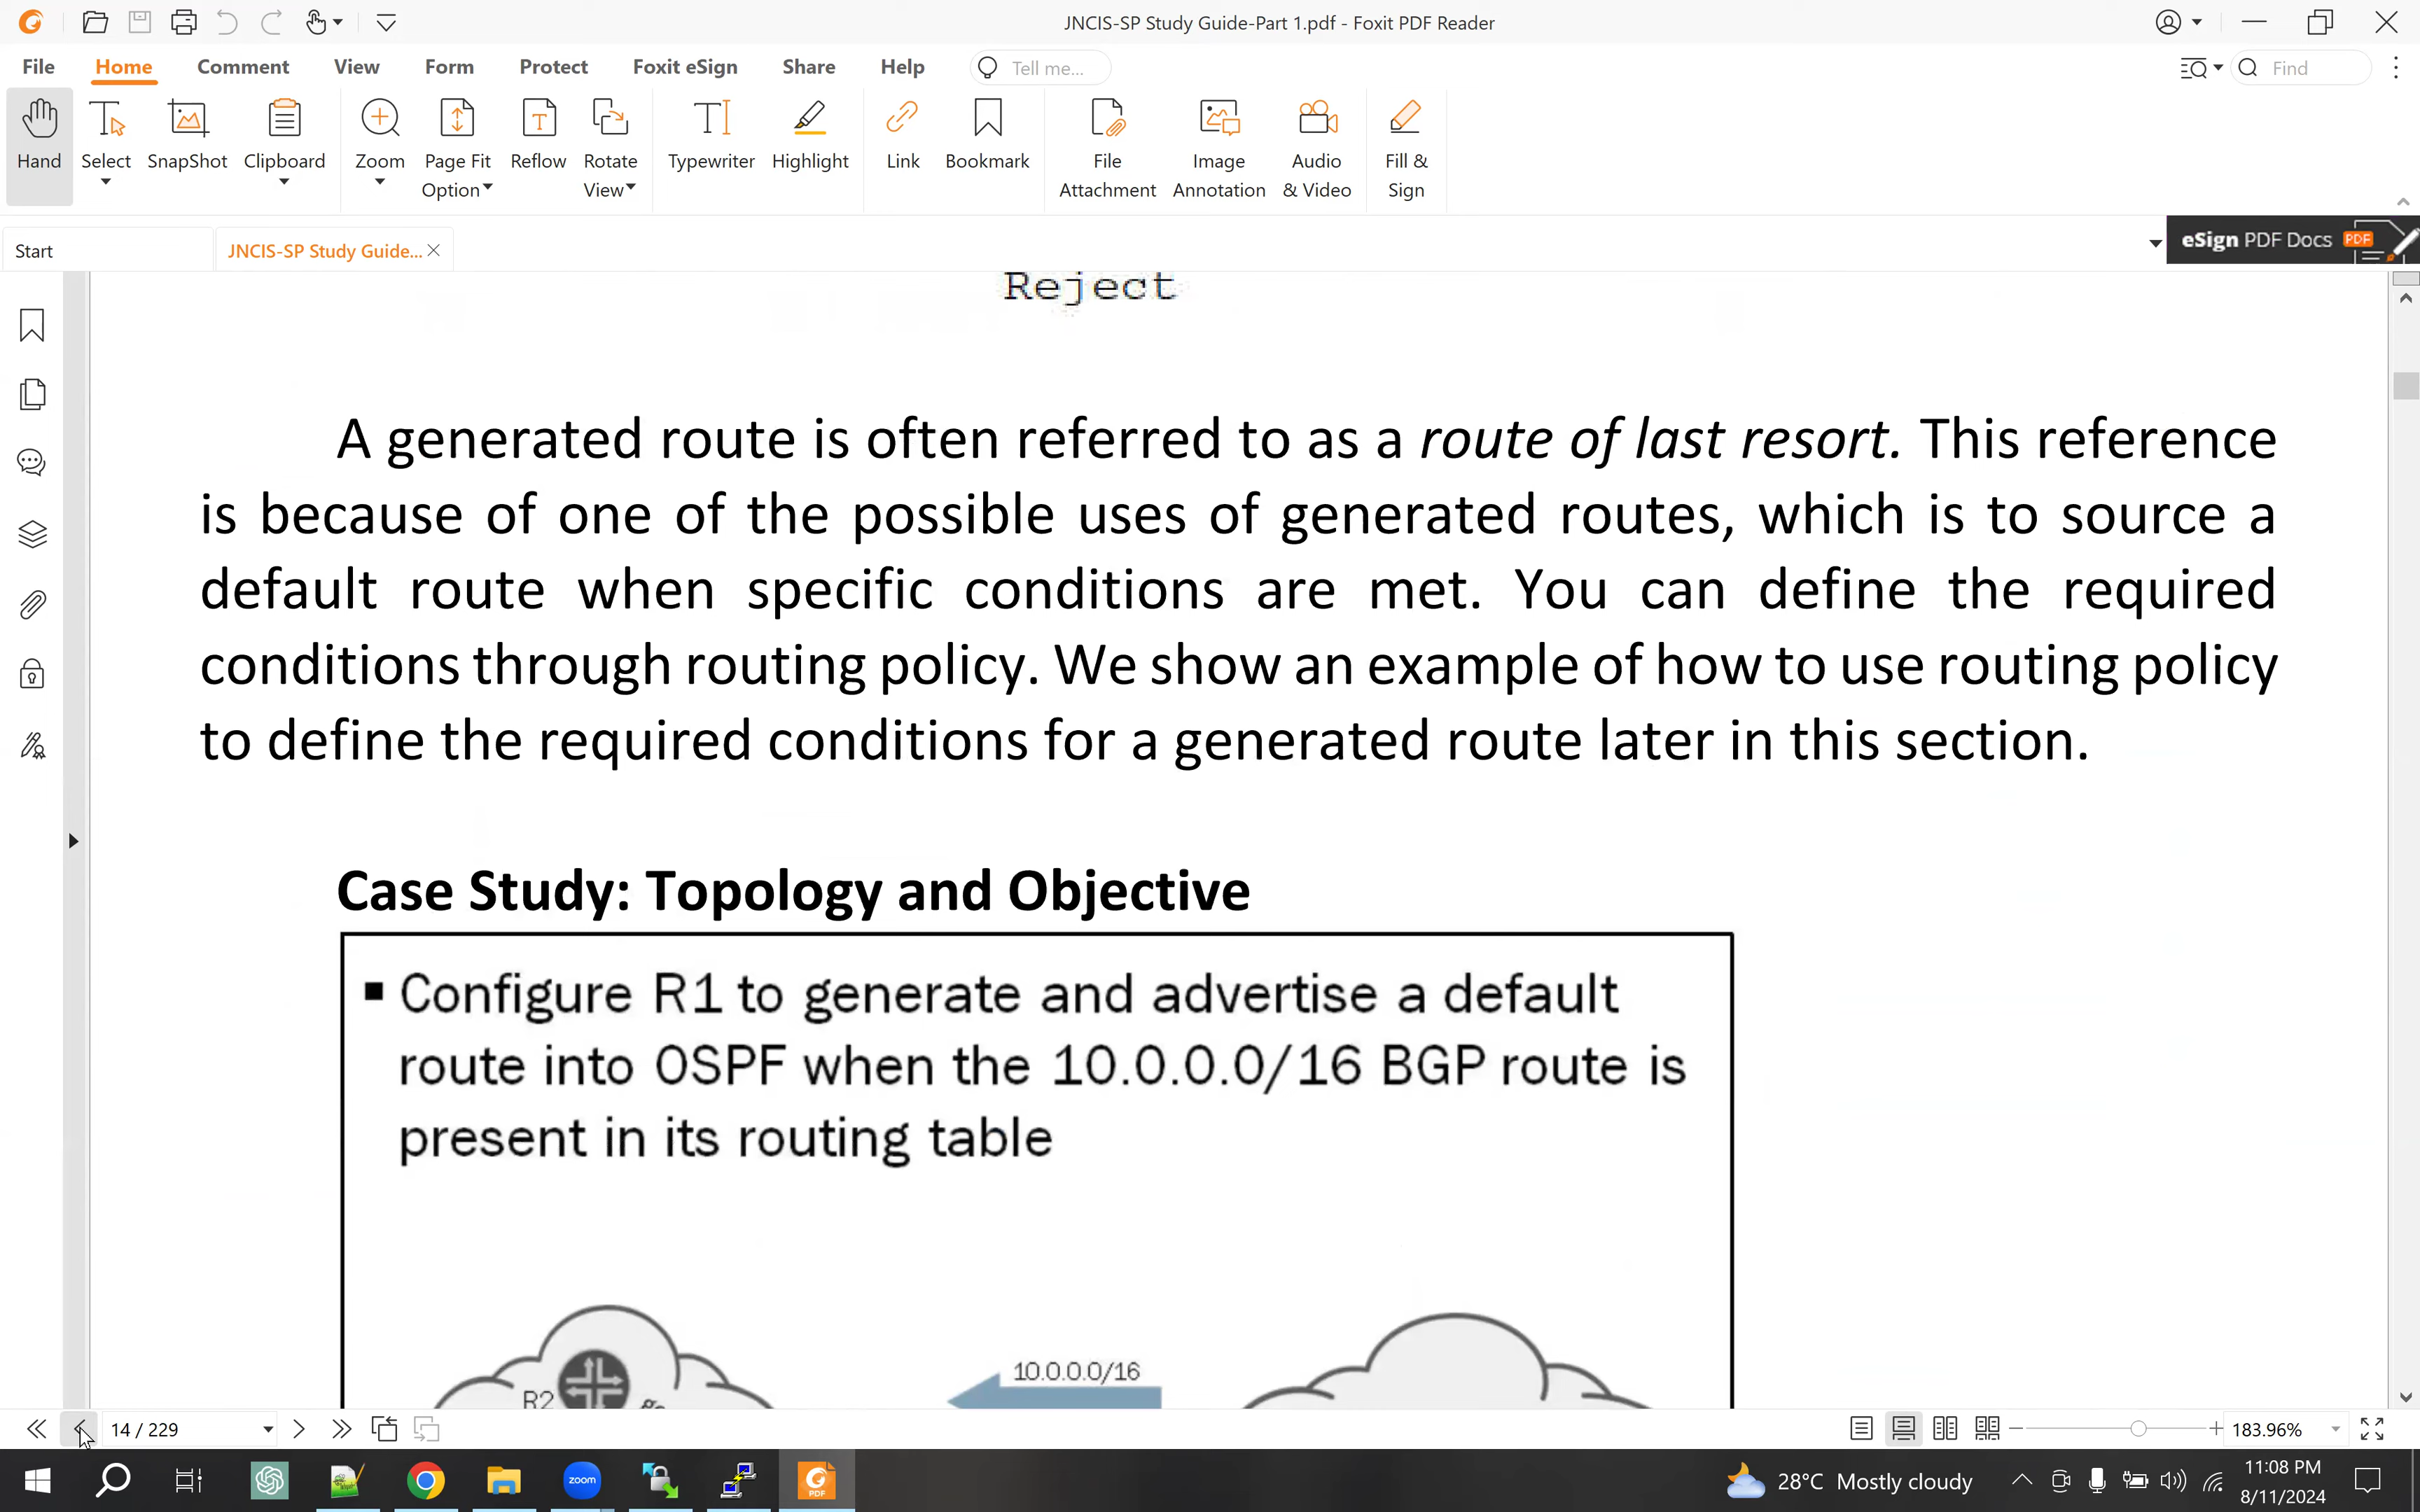 JNCIS-SP Study Guide-Part 1.pdf - Foxit PDF Reader
File Home Comment View Form Protect Foxit eSign Share Help Tell me... Find
Hand Select SnapShot Clipboard Zoom Page Fit Option Reflow Rotate View Typewriter Highlight Link Bookmark File Attachment Image Annotation Audio & Video Fill & Sign
Start JNCIS-SP Study Guide... eSign PDF Docs PDF
Reject
A generated route is often referred to as a route of last resort. This reference
is because of one of the possible uses of generated routes, which is to source a
default route when specific conditions are met. You can define the required
conditions through routing policy. We show an example of how to use routing policy
to define the required conditions for a generated route later in this section.
Case Study: Topology and Objective
▪ Configure R1 to generate and advertise a default
route into OSPF when the 10.0.0.0/16 BGP route is
present in its routing table
10.0.0.0/16
R2
14 / 229 183.96%
zoom PDF 28°C Mostly cloudy 11:08 PM
8/11/2024